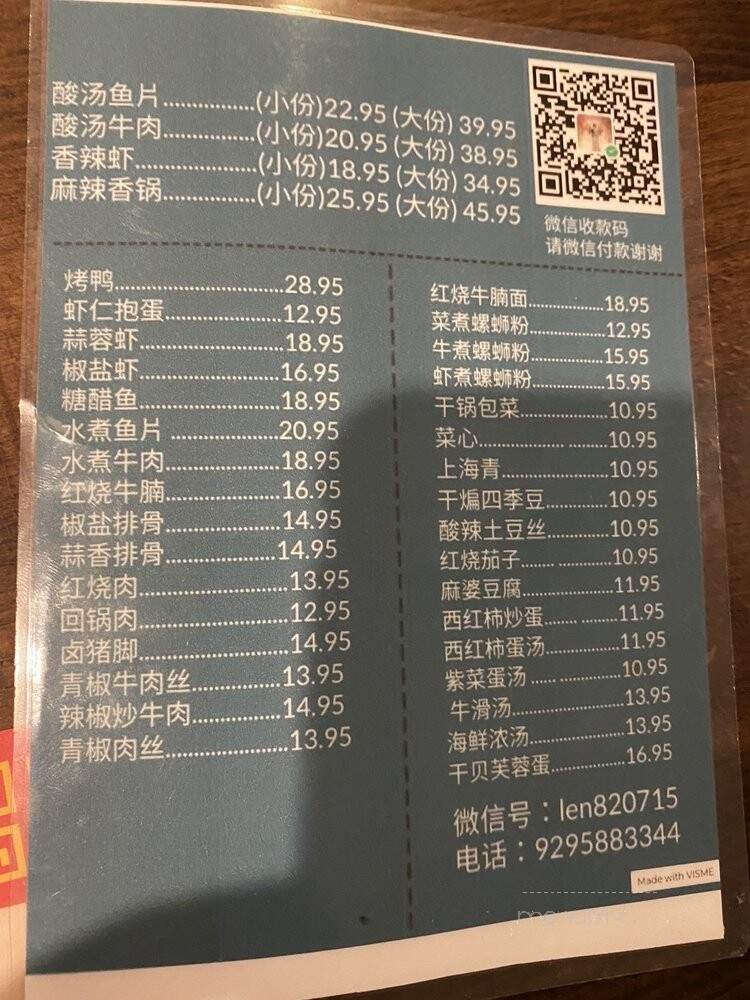 酸汤鱼片................(小份)22.95 (大份) 39.95
酸汤牛肉................(小份)20.95 (大份) 38.95
香辣虾.....................(小份)18.95 (大份) 34.95
麻辣香锅................(小份)25.95 (大份) 45.95
微信收款码
请微信付款谢谢
烤鸭.............................28.95
虾仁抱蛋....................12.95
蒜蓉虾.........................18.95
椒盐虾........................16.95
糖醋鱼........................18.95
水煮鱼片 ...................20.95
水煮牛肉....................18.95
红烧牛腩....................16.95
椒盐排骨....................14.95
蒜香排骨...................14.95
红烧肉..........................13.95
回锅肉..........................12.95
卤猪脚..........................14.95
青椒牛肉丝................13.95
辣椒炒牛肉................14.95
青椒肉丝.....................13.95
红烧牛腩面.............18.95
菜煮螺蛳粉.............12.95
牛煮螺蛳粉.............15.95
虾煮螺蛳粉.............15.95
干锅包菜...............10.95
菜心............... .......10.95
上海青...................10.95
干煸四季豆...........10.95
酸辣土豆丝...........10.95
红烧茄子....... .........10.95
麻婆豆腐................11.95
西红柿炒蛋....... .......11.95
西红柿蛋汤.............11.95
紫菜蛋汤...... ...........10.95
牛滑汤.....................13.95
海鲜浓汤.................13.95
干贝芙蓉蛋..............16.95
微信号：len820715
电话：9295883344
Made with VISME